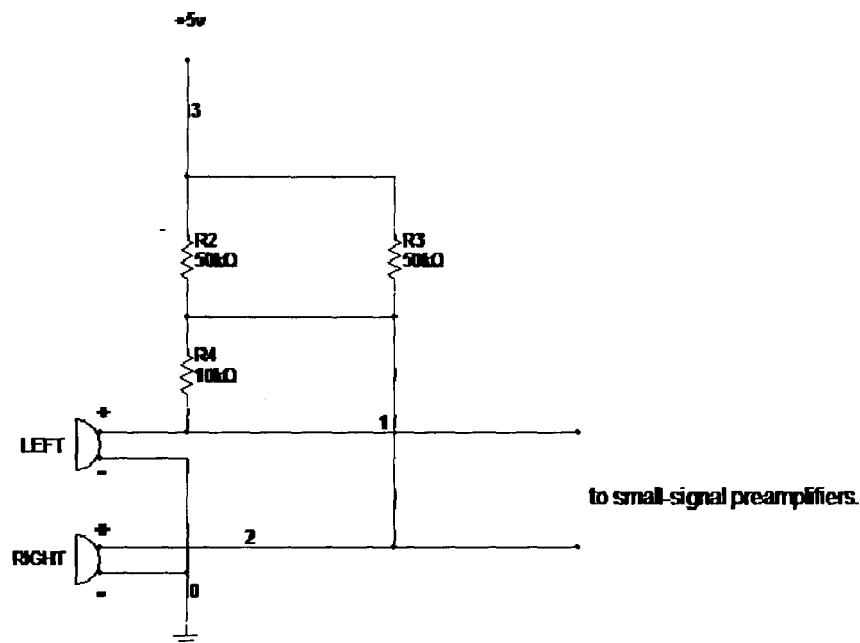 +5v
3
R2
50kΩ
R3
50kΩ
R4
10kΩ
+
1
LEFT
-
to small-signal preamplifiers.
+
2
RIGHT
-
0